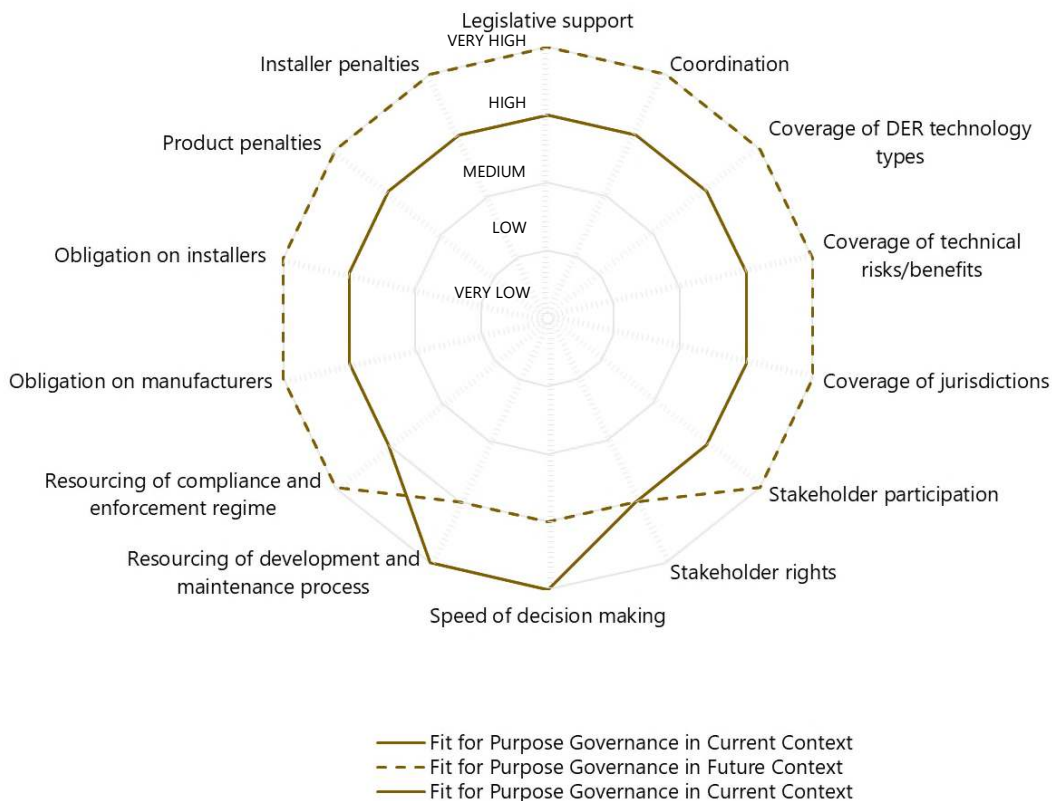 Legislative support
VERY HIGH
Installer penalties
Coordination
HIGH
Product penalties
Coverage of DER technology
types
MEDIUM
LOW
Obligation on installers
Coverage of technical
risks/benefits
VERY LOW
Obligation on manufacturers
Coverage of jurisdictions
Resourcing of compliance and
enforcement regime
Stakeholder participation
Resourcing of development and
maintenance process
Stakeholder rights
Speed of decision making
Fit for Purpose Governance in Current Context
Fit for Purpose Governance in Future Context
Fit for Purpose Governance in Current Context